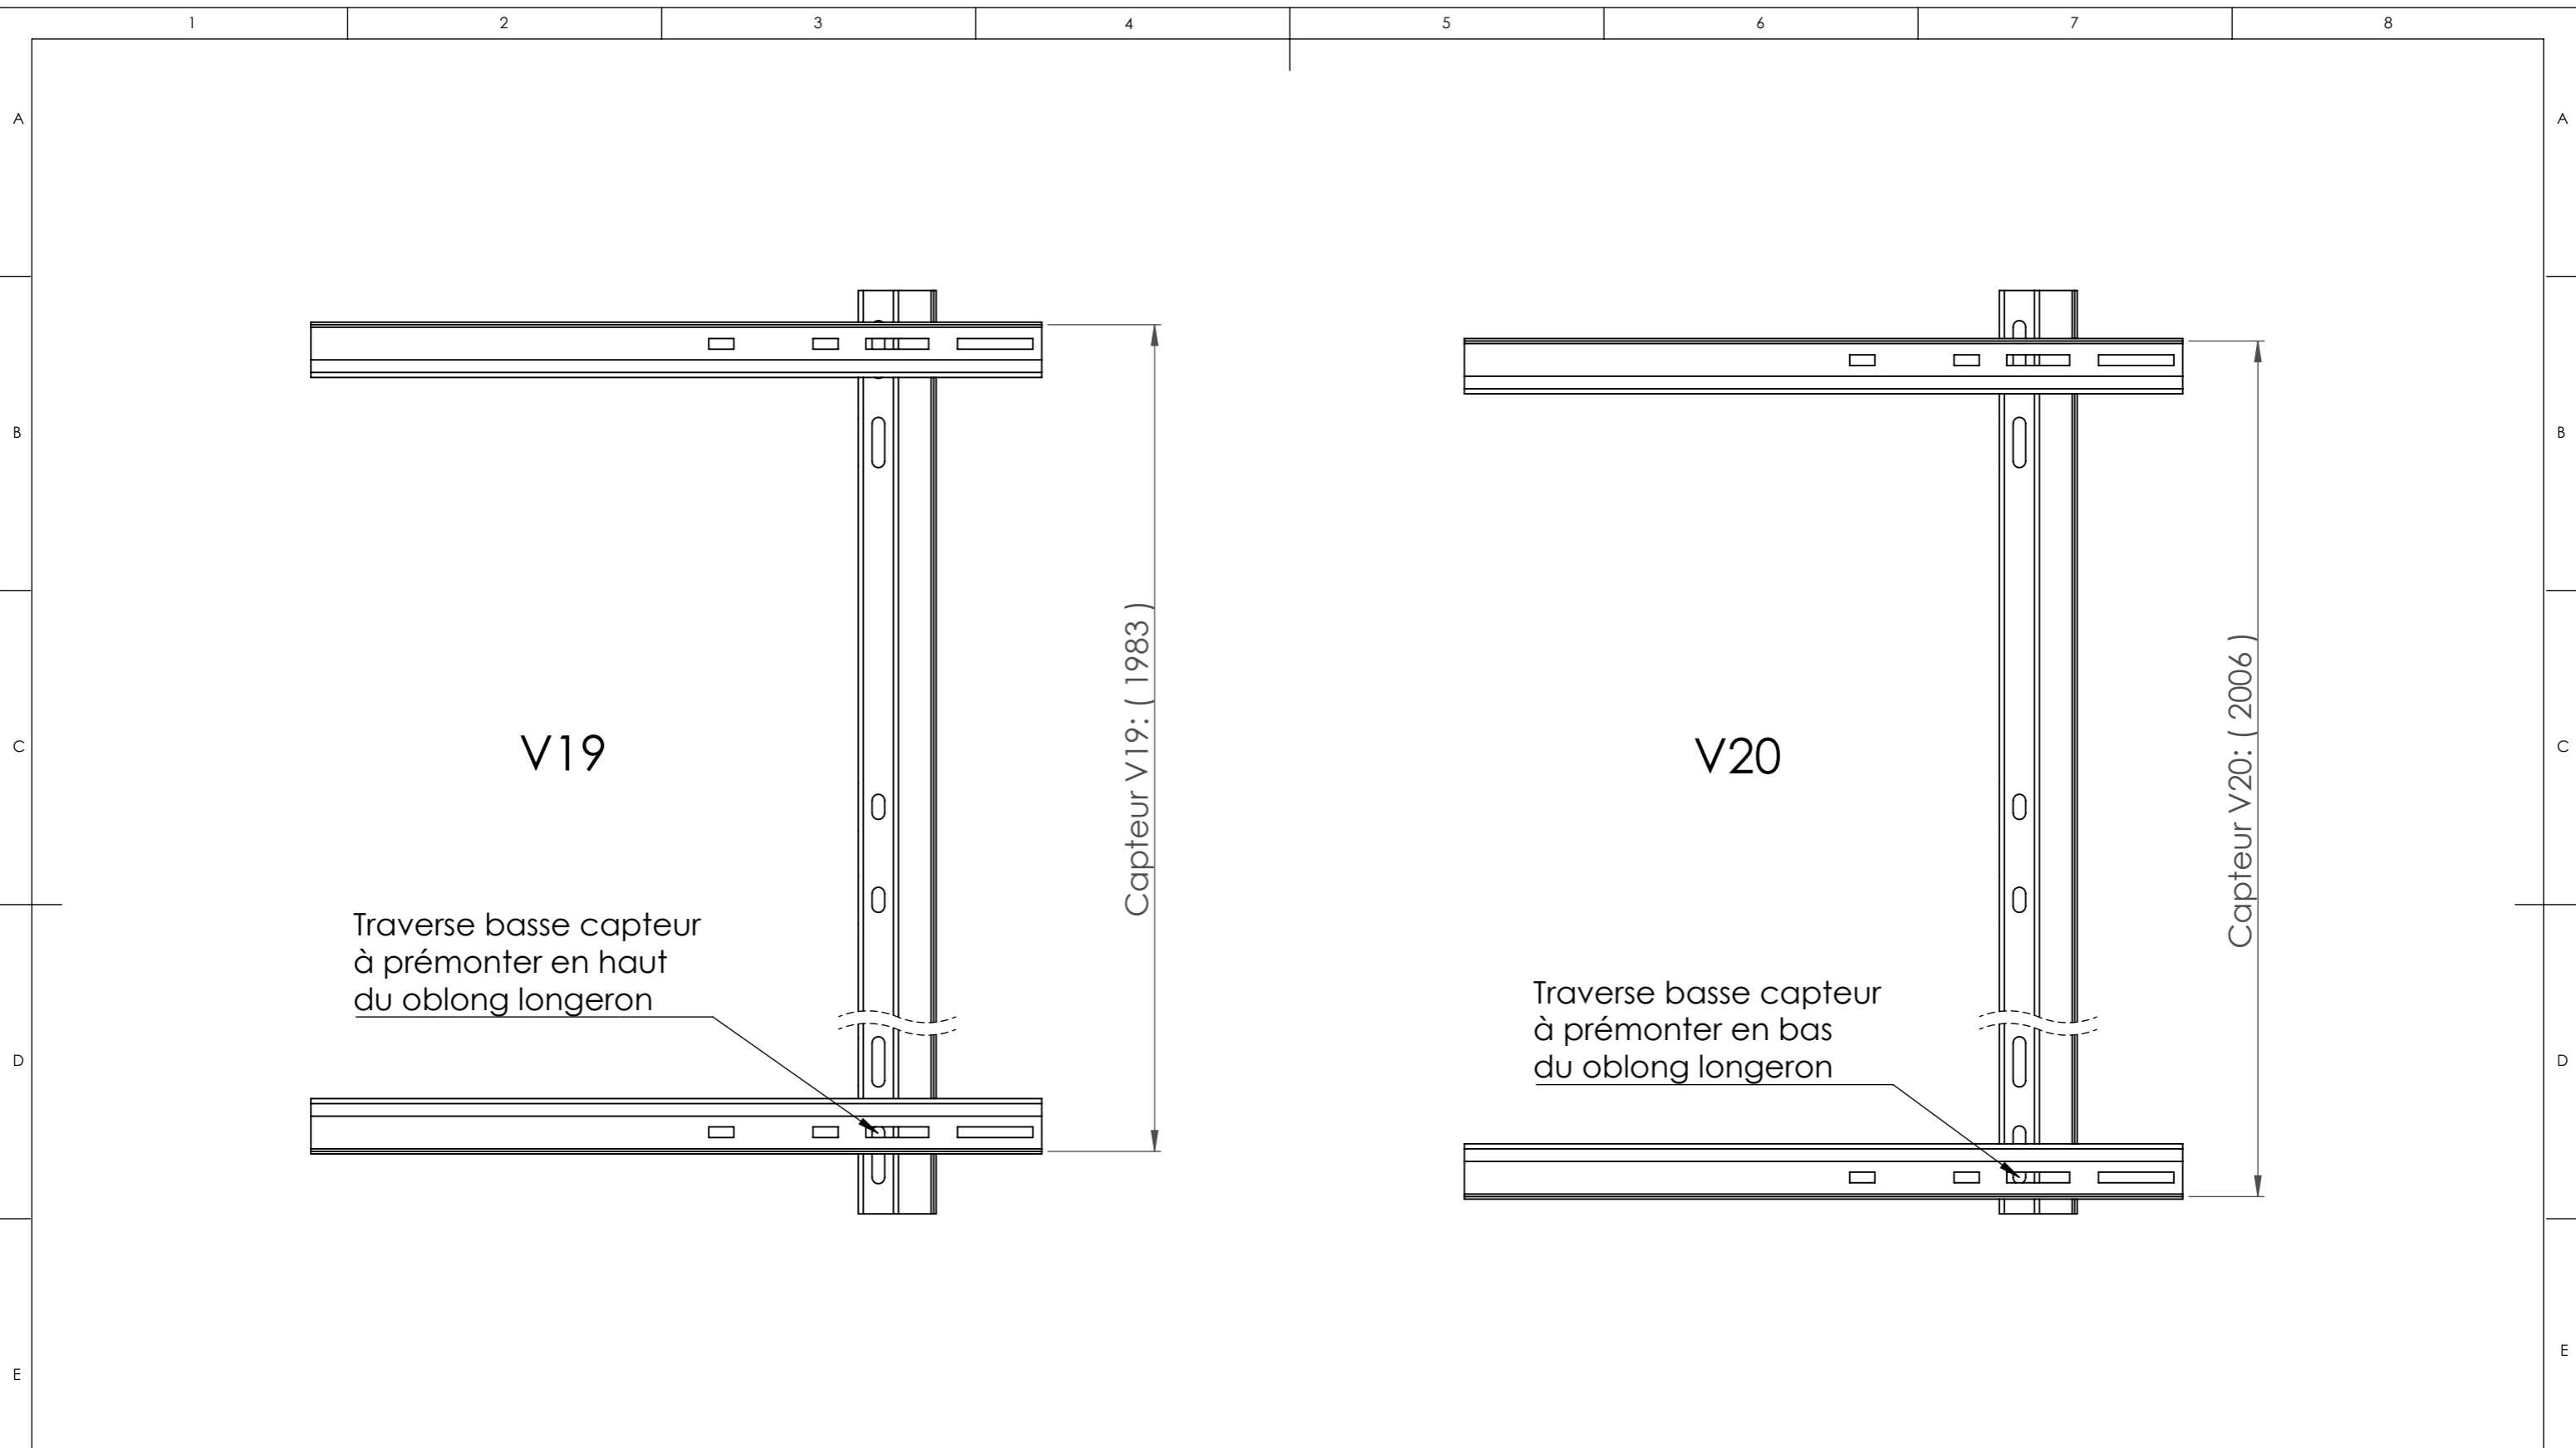 1 2 3 4 5 6 7 8
A A
B B
Capteur V19: ( 1983 )
Capteur V20: ( 2006 )
V19
V20
C C
Traverse basse capteur
à prémonter en haut
du oblong longeron
Traverse basse capteur
à prémonter en bas
du oblong longeron
D D
E E